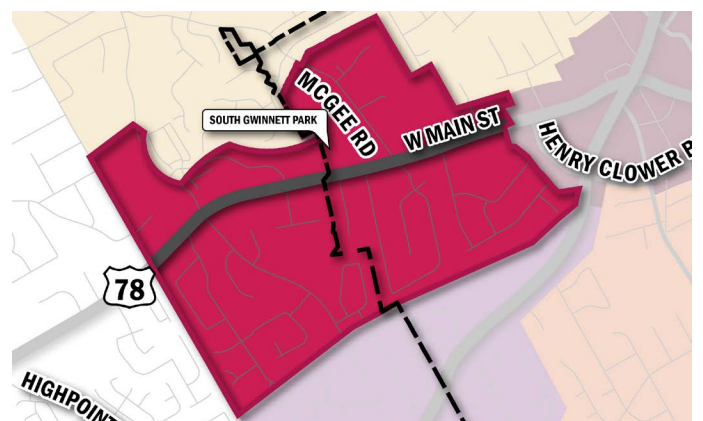 MCGEE RD
SOUTH GWINNETT PARK
W MAIN ST
HENRY CLOWER
78
HIGHPOINT